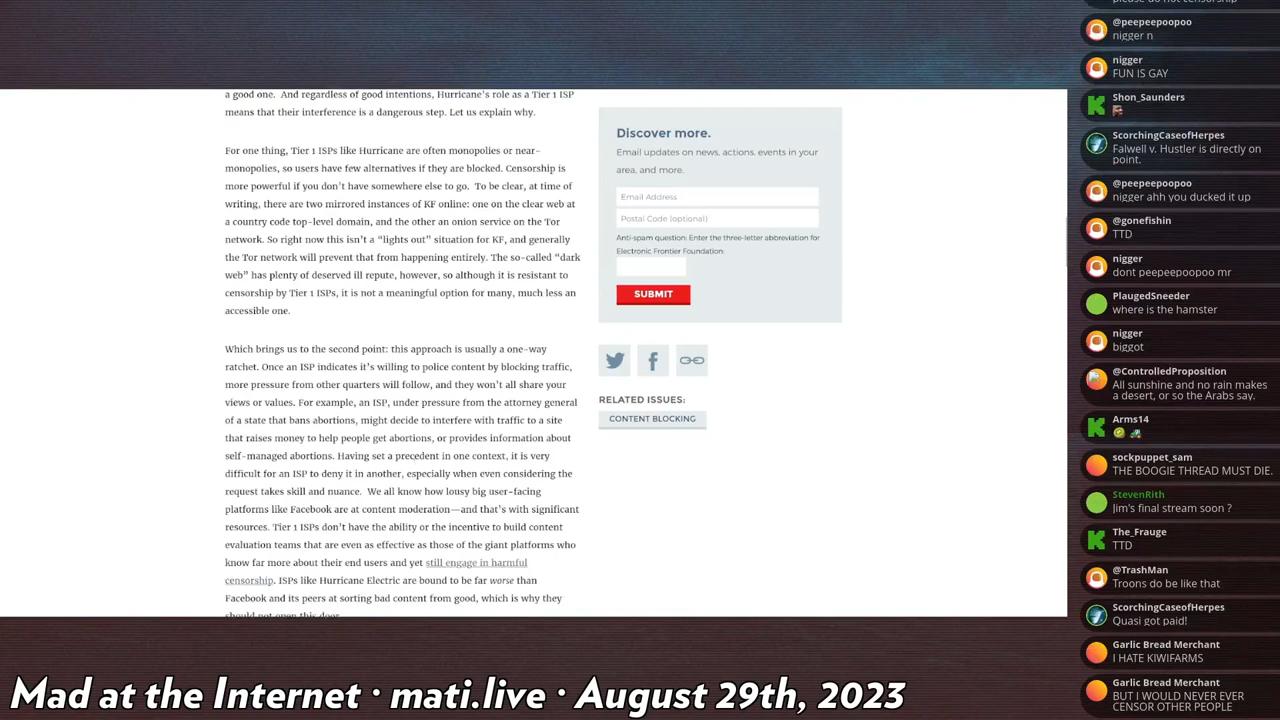 a good one.  And regardless of good intentions, Hurricane's role as a Tier 1 ISP
means that their interference is a dangerous step. Let us explain why.
For one thing, Tier 1 ISPs like Hurricane are often monopolies or near-
monopolies, so users have few alternatives if they are blocked. Censorship is
more powerful if you don't have somewhere else to go.  To be clear, at time of
writing, there are two mirrored instances of KF online: one on the clear web at
a country code top-level domain, and the other an onion service on the Tor
network. So right now this isn't a "lights out" situation for KF, and generally
the Tor network will prevent that from happening entirely. The so-called "dark
web" has plenty of deserved ill repute, however, so although it is resistant to
censorship by Tier 1 ISPs, it is not a meaningful option for many, much less an
accessible one.
Which brings us to the second point: this approach is usually a one-way
ratchet. Once an ISP indicates it's willing to police content by blocking traffic,
more pressure from other quarters will follow, and they won't all share your
views or values. For example, an ISP, under pressure from the attorney general
of a state that bans abortions, might decide to interfere with traffic to a site
that raises money to help people get abortions, or provides information about
self-managed abortions. Having set a precedent in one context, it is very
difficult for an ISP to deny it in another, especially when even considering the
request takes skill and nuance.  We all know how lousy big user-facing
platforms like Facebook are at content moderation—and that's with significant
resources. Tier 1 ISPs don't have the ability or the incentive to build content
evaluation teams that are even as effective as those of the giant platforms who
know far more about their end users and yet still engage in harmful
censorship. ISPs like Hurricane Electric are bound to be far worse than
Facebook and its peers at sorting bad content from good, which is why they
should not open this door.
Discover more.
Email updates on news, actions, events in your
area, and more.
Email Address
Postal Code (optional)
Anti-spam question: Enter the three-letter abbreviation for
Electronic Frontier Foundation:
SUBMIT
RELATED ISSUES:
CONTENT BLOCKING
please do not censorship
@peepeepoopoo
nigger n
nigger
FUN IS GAY
Shon_Saunders
ScorchingCaseofHerpes
Falwell v. Hustler is directly on
point.
@peepeepoopoo
nigger ahh you ducked it up
@gonefishin
TTD
nigger
dont peepeepoopoo mr
PlaugedSneeder
where is the hamster
nigger
biggot
@ControlledProposition
All sunshine and no rain makes
a desert, or so the Arabs say.
Arms14
sockpuppet_sam
THE BOOGIE THREAD MUST DIE.
StevenRith
Jim's final stream soon ?
The_Frauge
TTD
@TrashMan
Troons do be like that
ScorchingCaseofHerpes
Quasi got paid!
Garlic Bread Merchant
I HATE KIWIFARMS
Garlic Bread Merchant
BUT I WOULD NEVER EVER
CENSOR OTHER PEOPLE
Mad at the Internet · mati.live · August 29th, 2023